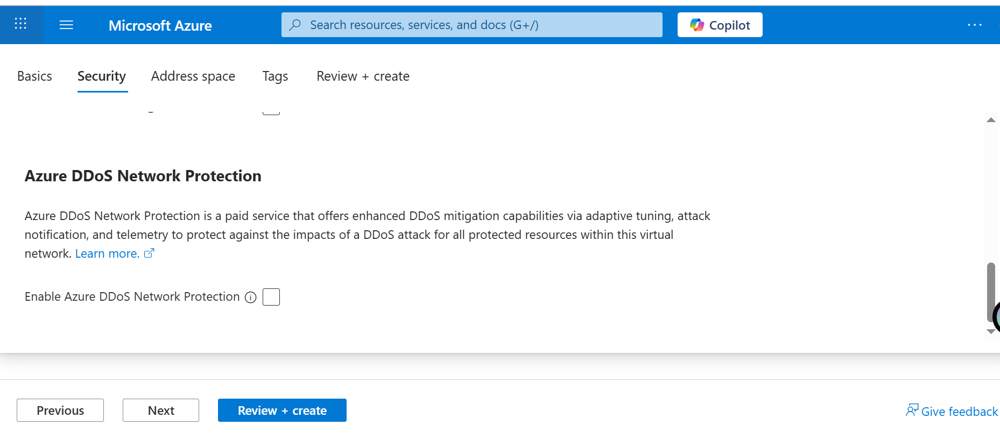 Microsoft Azure
Search resources, services, and docs (G+/)
Copilot
Basics
Security
Address space
Tags
Review + create
Azure DDoS Network Protection
Azure DDoS Network Protection is a paid service that offers enhanced DDoS mitigation capabilities via adaptive tuning, attack
notification, and telemetry to protect against the impacts of a DDoS attack for all protected resources within this virtual
network. Learn more.
Enable Azure DDoS Network Protection
Previous
Next
Review + create
Give feedback